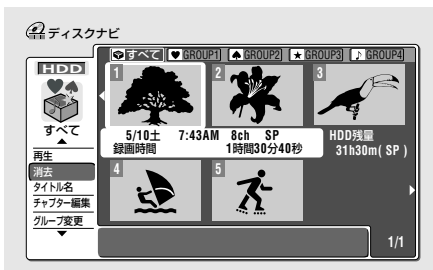 ディスクナビ
すべて GROUP1 GROUP2 GROUP3 GROUP4
HDD
すべて
再生
消去
タイトル名
チャプター編集
グループ変更
1 2 3
5/10土 7:43AM 8ch SP
録画時間 1時間30分40秒
HDD残量
31h30m( SP )
4 5
1/1